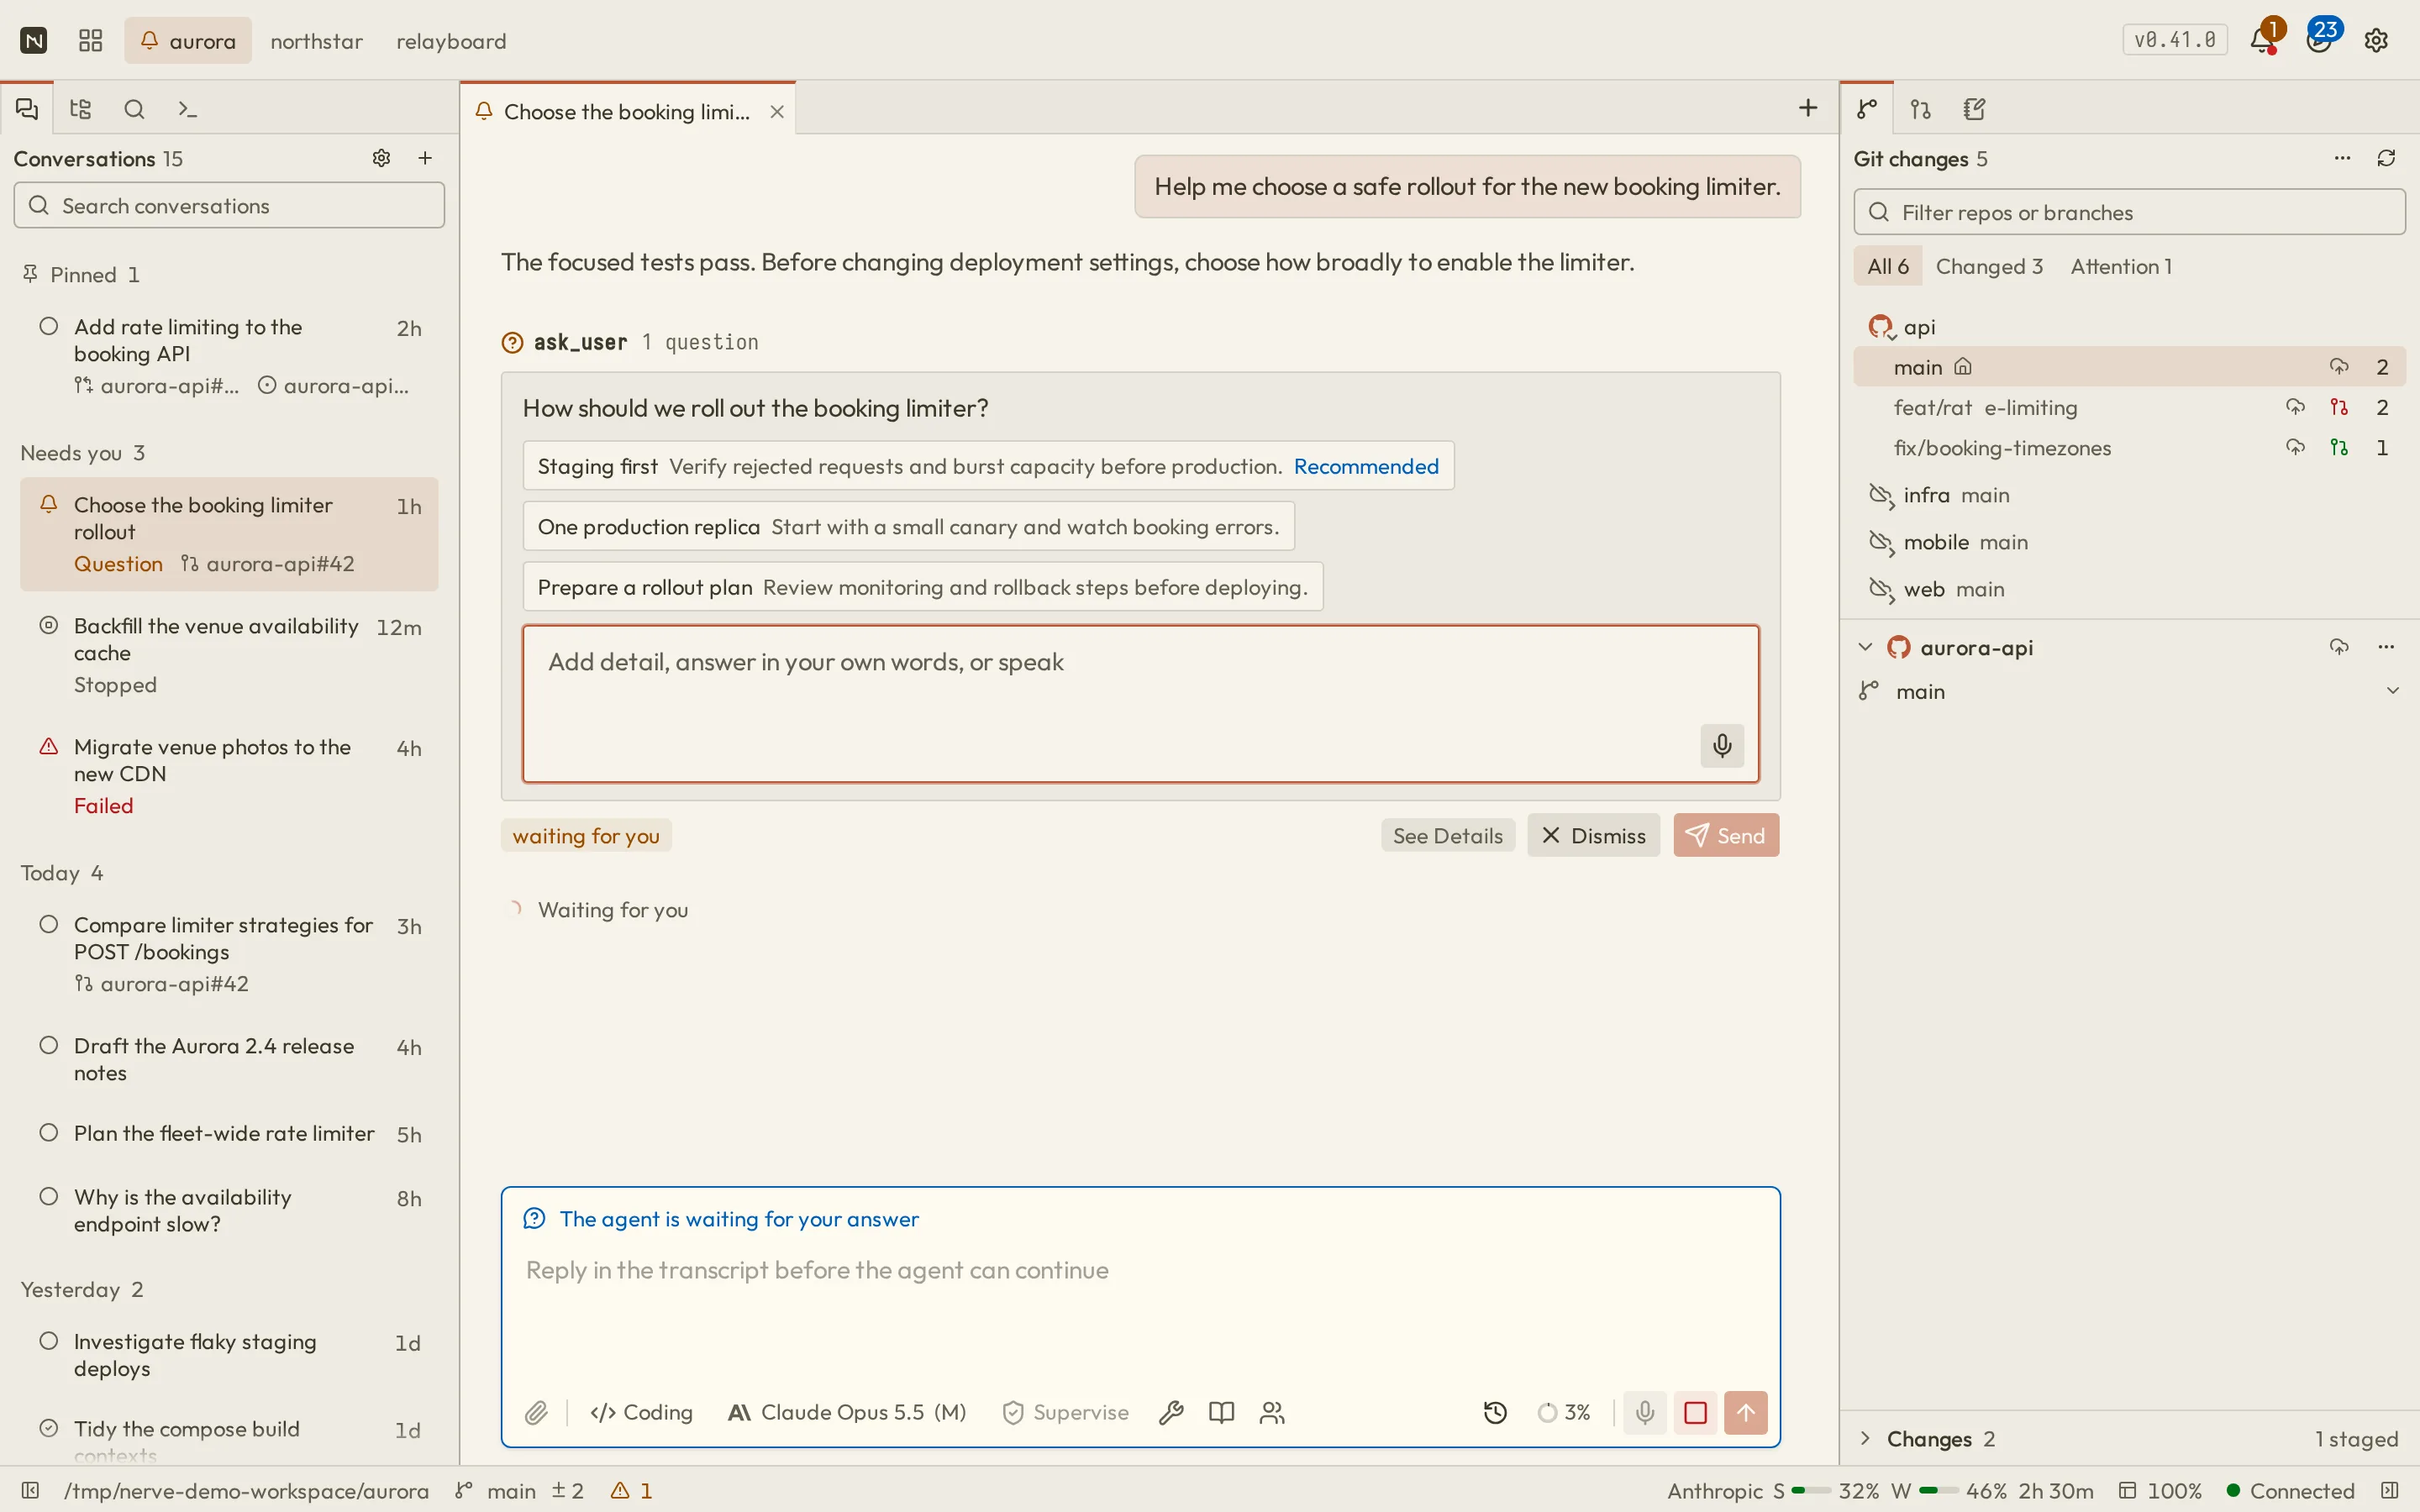 aurora
northstar
relayboard
v0.41.0
1
23
Conversations 15
Search conversations
Pinned 1
Add rate limiting to the
booking API
2h
aurora-api#...
aurora-api...
Needs you 3
Choose the booking limiter
rollout
1h
Question
aurora-api#42
Backfill the venue availability
cache
12m
Stopped
Migrate venue photos to the
new CDN
4h
Failed
Today 4
Compare limiter strategies for
POST /bookings
3h
aurora-api#42
Draft the Aurora 2.4 release
notes
4h
Plan the fleet-wide rate limiter
5h
Why is the availability
endpoint slow?
8h
Yesterday 2
Investigate flaky staging
deploys
1d
Tidy the compose build
contexts
1d
Choose the booking limi...
Help me choose a safe rollout for the new booking limiter.
The focused tests pass. Before changing deployment settings, choose how broadly to enable the limiter.
ask_user 1 question
How should we roll out the booking limiter?
Staging first Verify rejected requests and burst capacity before production. Recommended
One production replica Start with a small canary and watch booking errors.
Prepare a rollout plan Review monitoring and rollback steps before deploying.
Add detail, answer in your own words, or speak
waiting for you
See Details
Dismiss
Send
Waiting for you
The agent is waiting for your answer
Reply in the transcript before the agent can continue
Coding
Claude Opus 5.5 (M)
Supervise
3%
Git changes 5
Filter repos or branches
All 6
Changed 3
Attention 1
api
main
2
feat/rat e-limiting
2
fix/booking-timezones
1
infra main
mobile main
web main
aurora-api
main
Changes 2
1 staged
/tmp/nerve-demo-workspace/aurora
main ±2
1
Anthropic S 32% W 46% 2h 30m
100%
Connected